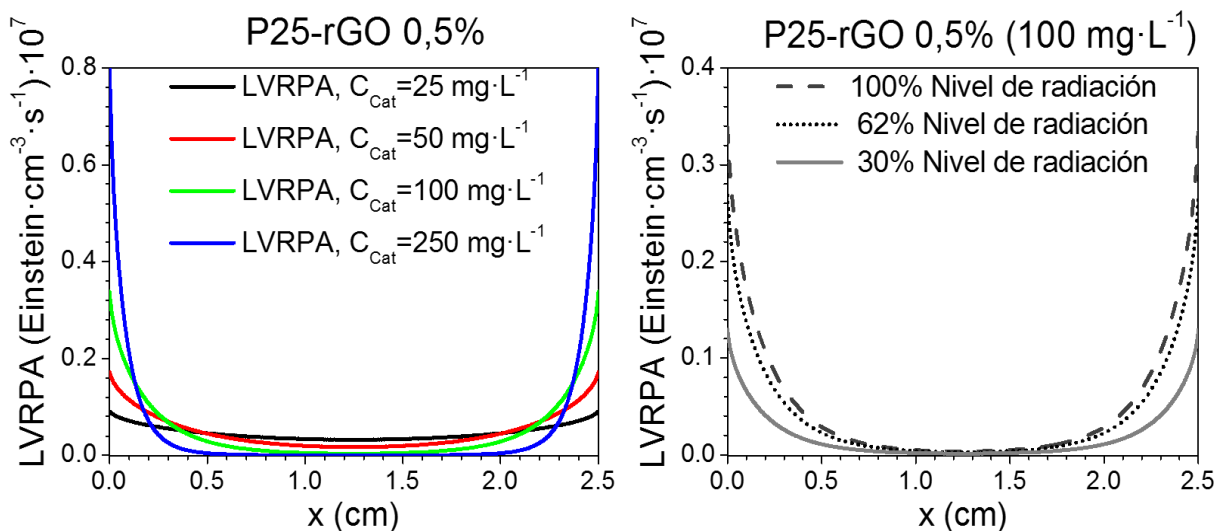 P25-rGO 0,5%
LVRPA (Einstein·cm⁻³·s⁻¹)·10⁷
0.8
0.6
0.4
0.2
0.0
LVRPA, C_Cat=25 mg·L⁻¹
LVRPA, C_Cat=50 mg·L⁻¹
LVRPA, C_Cat=100 mg·L⁻¹
LVRPA, C_Cat=250 mg·L⁻¹
0.0 0.5 1.0 1.5 2.0 2.5
x (cm)
P25-rGO 0,5% (100 mg·L⁻¹)
LVRPA (Einstein·cm⁻³·s⁻¹)·10⁷
0.4
0.3
0.2
0.1
0.0
100% Nivel de radiación
62% Nivel de radiación
30% Nivel de radiación
0.0 0.5 1.0 1.5 2.0 2.5
x (cm)